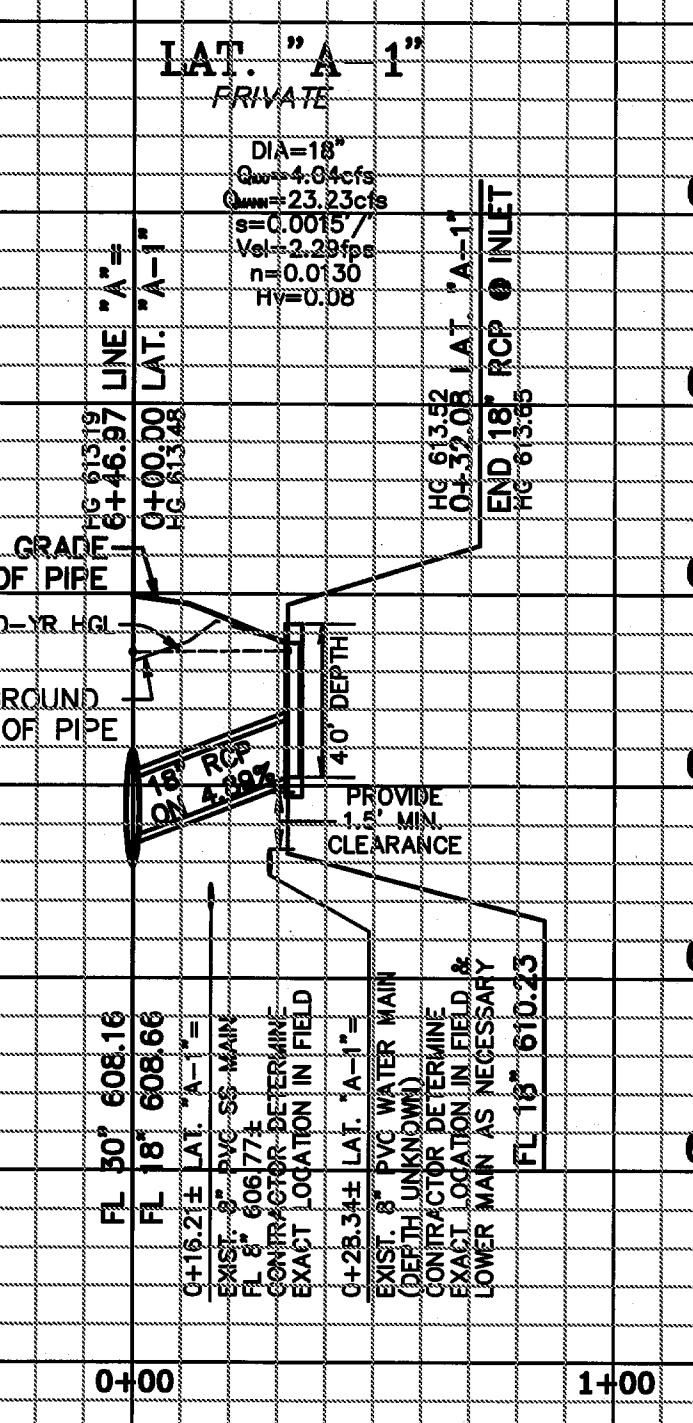 LAT. "A-1"
PRIVATE
DIA=18"
Q100=4.04cfs
QMANN=23.23cfs
s=0.0015'/'
Vel=2.29fps
n=0.0130
Hv=0.08
HG 613.19
6+46.97 LINE "A"=
0+00.00 LAT. "A-1"
HG 613.48
HG 613.52
0+32.08 LAT. "A-1"
END 18" RCP @ INLET
HG 613.65
GRADE
OF PIPE
0-YR HGL
ROUND
OF PIPE
4.0' DEPTH
18" RCP
ON 4.89%
PROVIDE
1.5' MIN.
CLEARANCE
FL 30" 608.16
FL 18" 608.66
0+16.21± LAT. "A-1"=
EXIST. 8" PVC SS MAIN
FL 8" 606.77±
CONTRACTOR DETERMINE
EXACT LOCATION IN FIELD
0+28.34± LAT. "A-1"=
EXIST. 8" PVC WATER MAIN
(DEPTH UNKNOWN)
CONTRACTOR DETERMINE
EXACT LOCATION IN FIELD &
LOWER MAIN AS NECESSARY
FL 18" 610.23
0+00
1+00